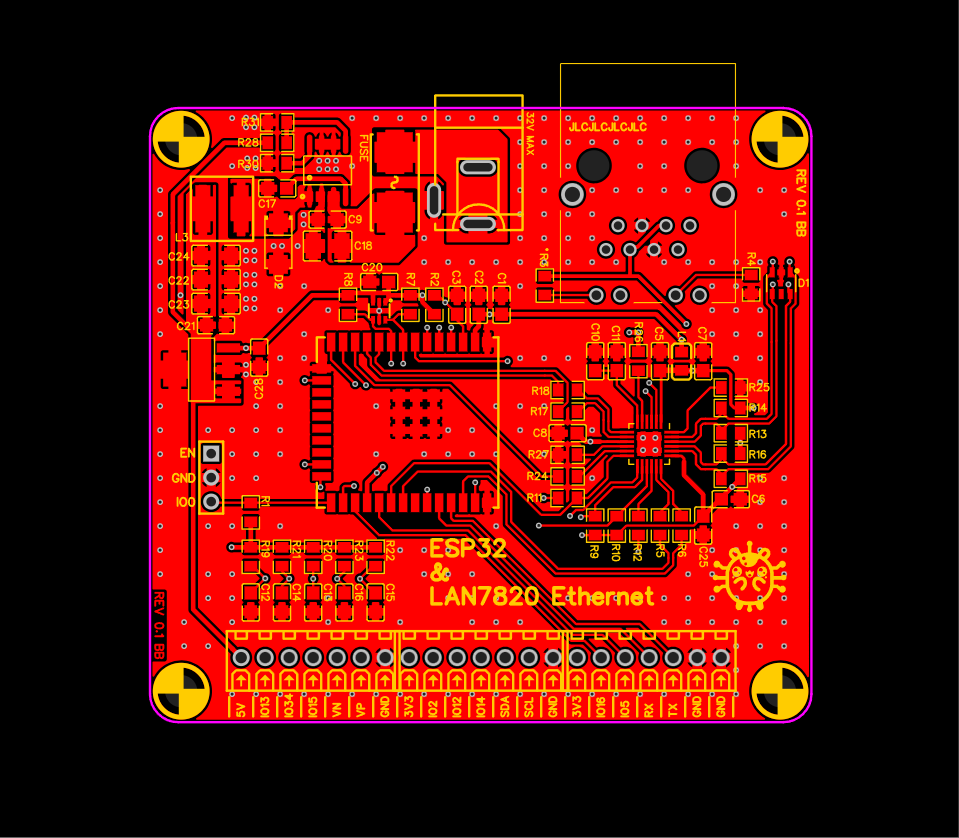 JLCJLCJLCJLC
32V MAX
FUSE
REV 0.1 BB
R31
R28
R30
C17
C9
L3
C18
C24
D2
C22
C23
C21
C20
R8
R7
R2
C3
C2
C1
R3
R4
D1
C28
C10
C11
R26
C5
L4
C7
R18
R17
C8
R27
R24
R11
R25
R14
R13
R16
R15
C6
EN
GND
IO0
R1
R9
R10
R12
R5
R6
C25
R19
R21
R20
R23
R22
C12
C14
C16
C15
ESP32
&
LAN7820 Ethernet
REV 0.1 BB
5V
IO13
IO34
IO15
VN
VP
GND
3V3
IO2
IO12
IO14
SDA
SCL
GND
3V3
IO16
IO5
RX
TX
GND
GND